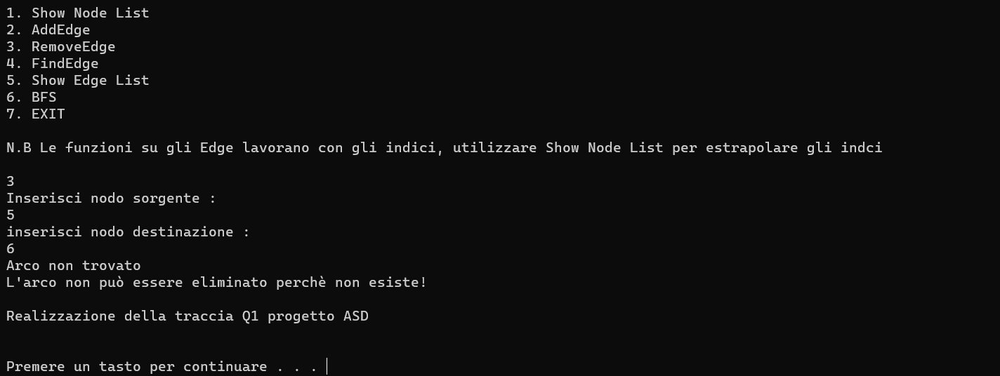 1. Show Node List
2. AddEdge
3. RemoveEdge
4. FindEdge
5. Show Edge List
6. BFS
7. EXIT
N.B Le funzioni su gli Edge lavorano con gli indici, utilizzare Show Node List per estrapolare gli indci
3
Inserisci nodo sorgente :
5
inserisci nodo destinazione :
6
Arco non trovato
L'arco non può essere eliminato perchè non esiste!
Realizzazione della traccia Q1 progetto ASD
Premere un tasto per continuare . . .